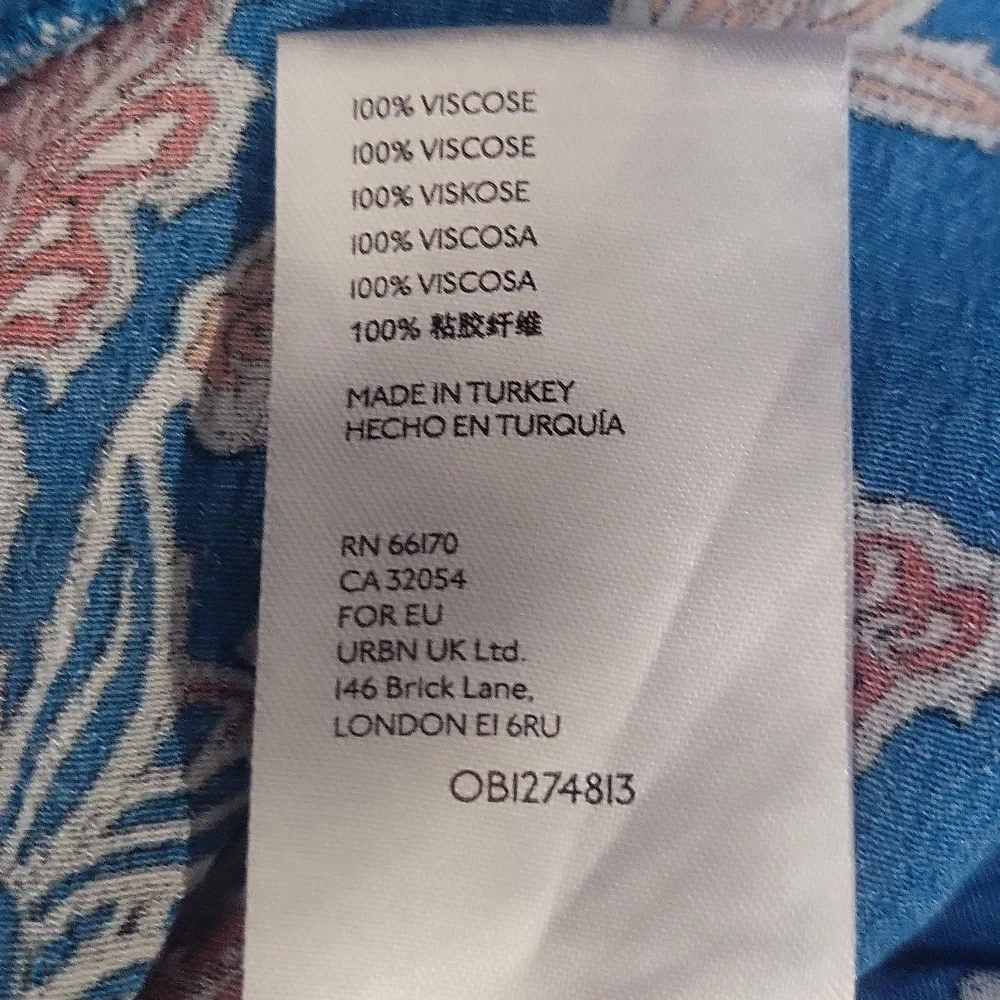 100% VISCOSE
100% VISCOSE
100% VISKOSE
100% VISCOSA
100% VISCOSA
100% 粘胶纤维
MADE IN TURKEY
HECHO EN TURQUÍA
RN 66170
CA 32054
FOR EU
URBN UK Ltd.
146 Brick Lane,
LONDON E1 6RU
OB1274813